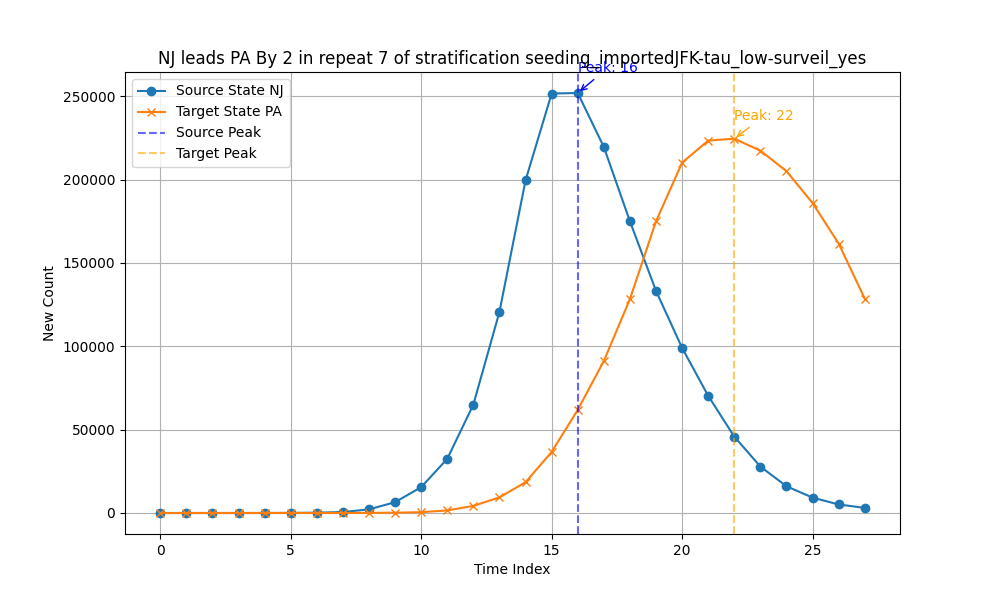 NJ leads PA By 2 in repeat 7 of stratification seeding_importedJFK-tau_low-surveil_yes
Peak: 16
Peak: 22
Source State NJ
Target State PA
Source Peak
Target Peak
New Count
250000
200000
150000
100000
50000
0
0 5 10 15 20 25
Time Index